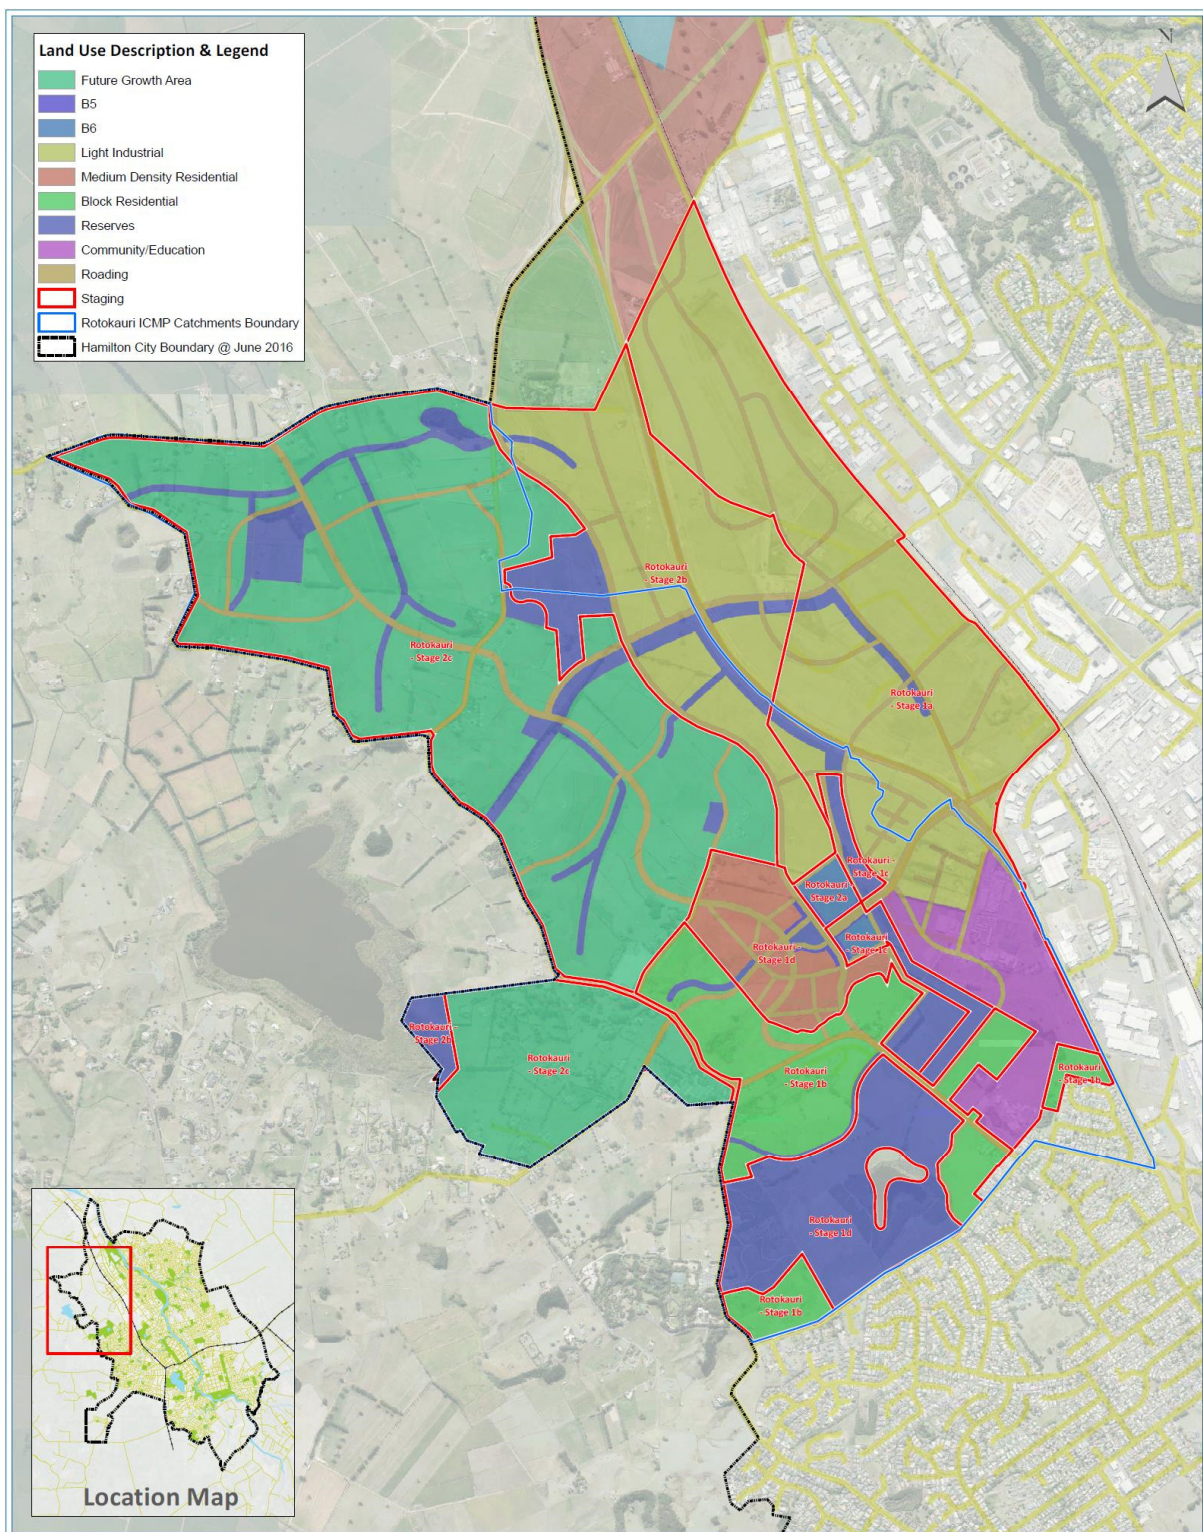 N
Land Use Description & Legend
Future Growth Area
B5
B6
Light Industrial
Medium Density Residential
Block Residential
Reserves
Community/Education
Roading
Staging
Rotokauri ICMP Catchments Boundary
Hamilton City Boundary @ June 2016
Rotokauri
- Stage 2b
Rotokauri
- Stage 2c
Rotokauri
- Stage 1a
Rotokauri -
Stage 1c
Rotokauri -
Stage 2a
Rotokauri
- Stage 1c
Rotokauri -
Stage 1d
Rotokauri -
Stage 2b
Rotokauri
- Stage 2c
Rotokauri
- Stage 1b
Rotokauri
- Stage 1b
Rotokauri
- Stage 1d
Rotokauri
- Stage 1b
Location Map